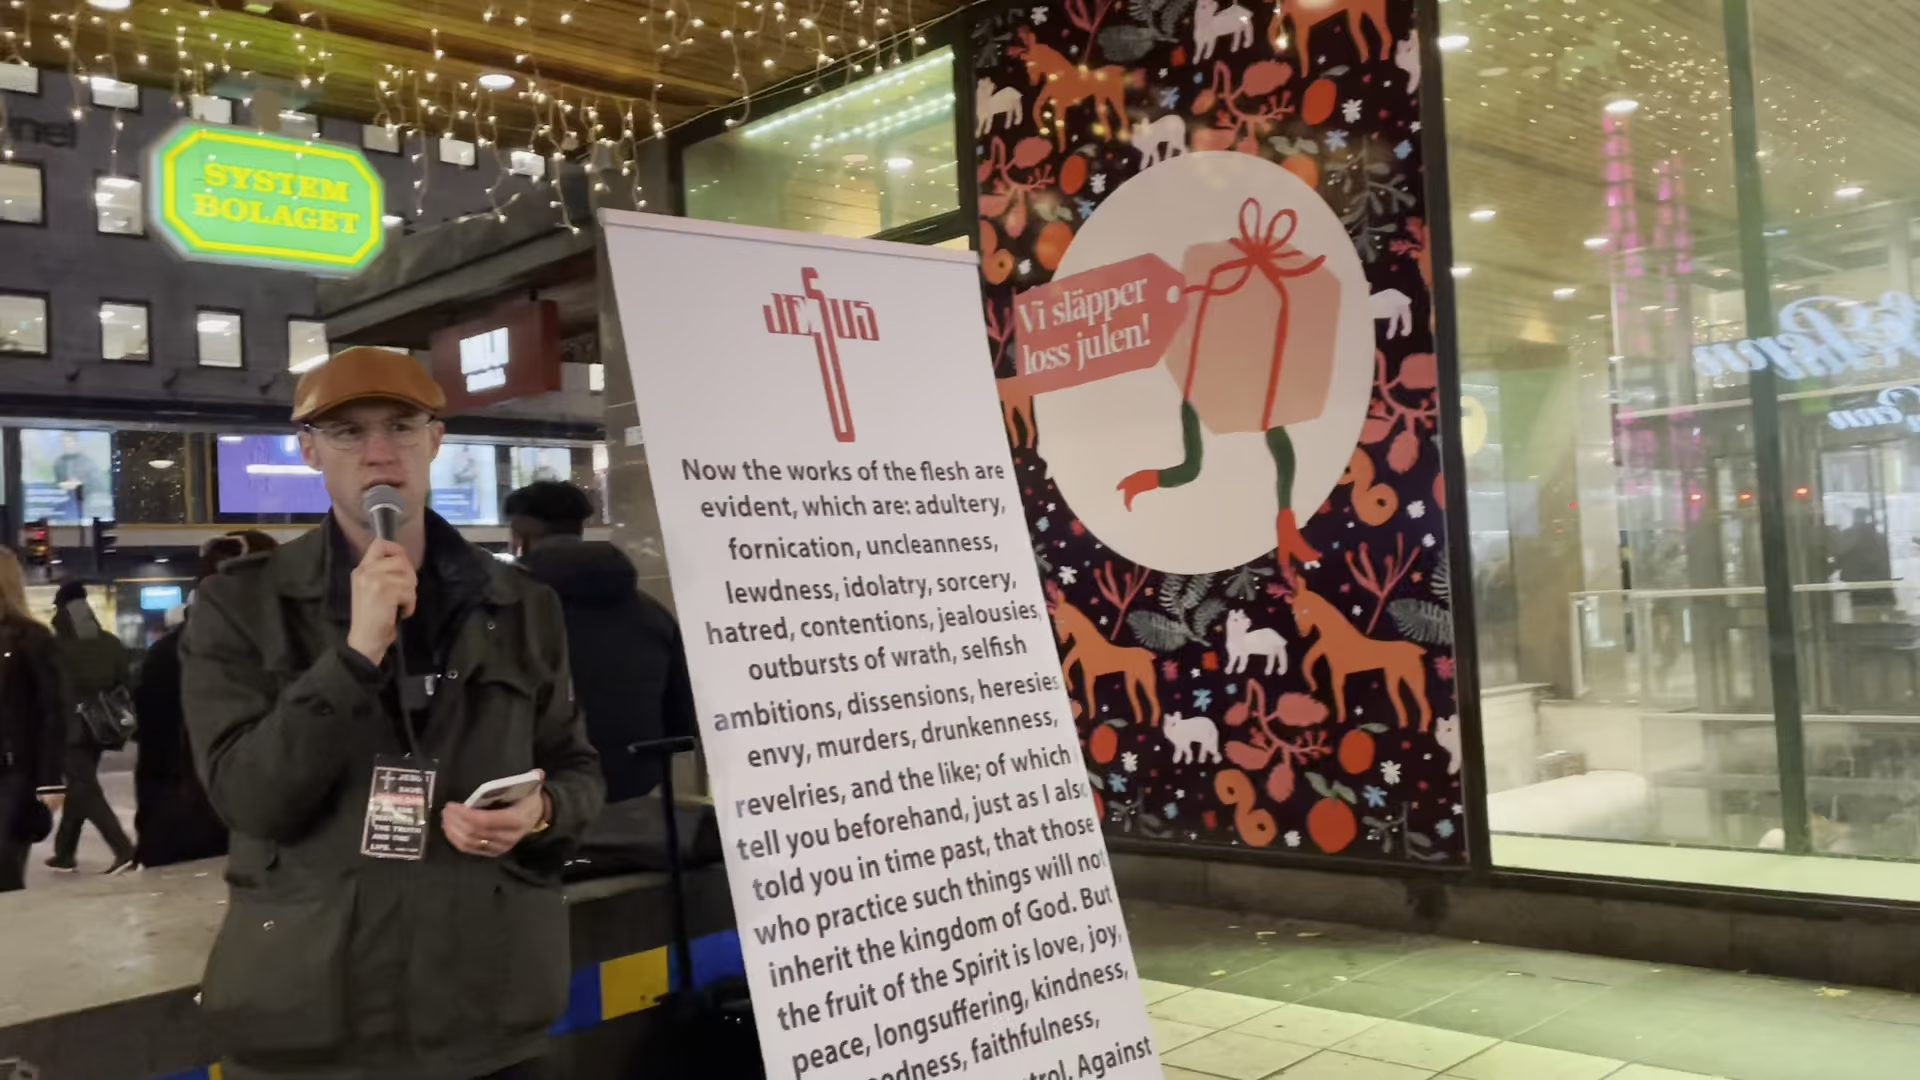 SYSTEM
BOLAGET
JESUS
Now the works of the flesh are
evident, which are: adultery,
fornication, uncleanness,
lewdness, idolatry, sorcery,
hatred, contentions, jealousies,
outbursts of wrath, selfish
ambitions, dissensions, heresies
envy, murders, drunkenness,
revelries, and the like; of which
tell you beforehand, just as I also
told you in time past, that those
who practice such things will not
inherit the kingdom of God. But
the fruit of the Spirit is love, joy,
peace, longsuffering, kindness,
faithfulness,
Against
Vi släpper
loss julen!
THE TRUTH
LIFE.